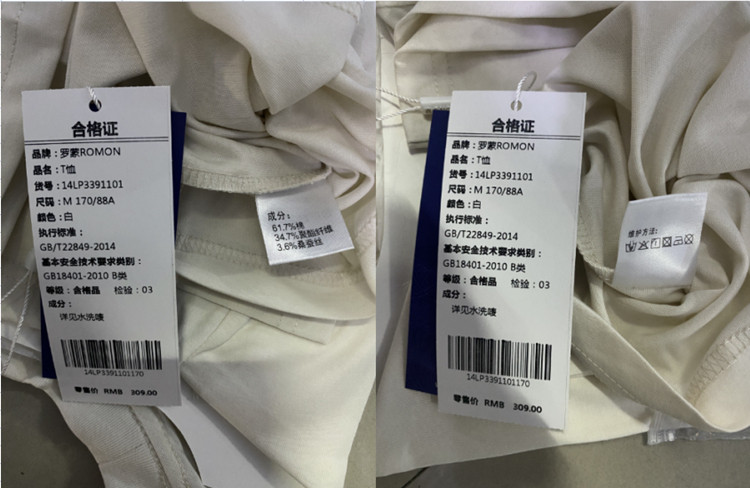 合格证
品牌：罗蒙ROMON
品名：T恤
货号：14LP3391101
尺码：M 170/88A
颜色：白
执行标准：
GB/T22849-2014
基本安全技术要求类别：
GB18401-2010 B类
等级：合格品 检验：03
成分：
详见水洗唛
14LP3391101170
零售价 RMB 309.00
成分：
61.7%棉
34.7%聚酯纤维
3.6%桑蚕丝
合格证
品牌：罗蒙ROMON
品名：T恤
货号：14LP3391101
尺码：M 170/88A
颜色：白
执行标准：
GB/T22849-2014
基本安全技术要求类别：
GB18401-2010 B类
等级：合格品 检验：03
成分：
详见水洗唛
14LP3391101170
零售价 RMB 309.00
维护方法：